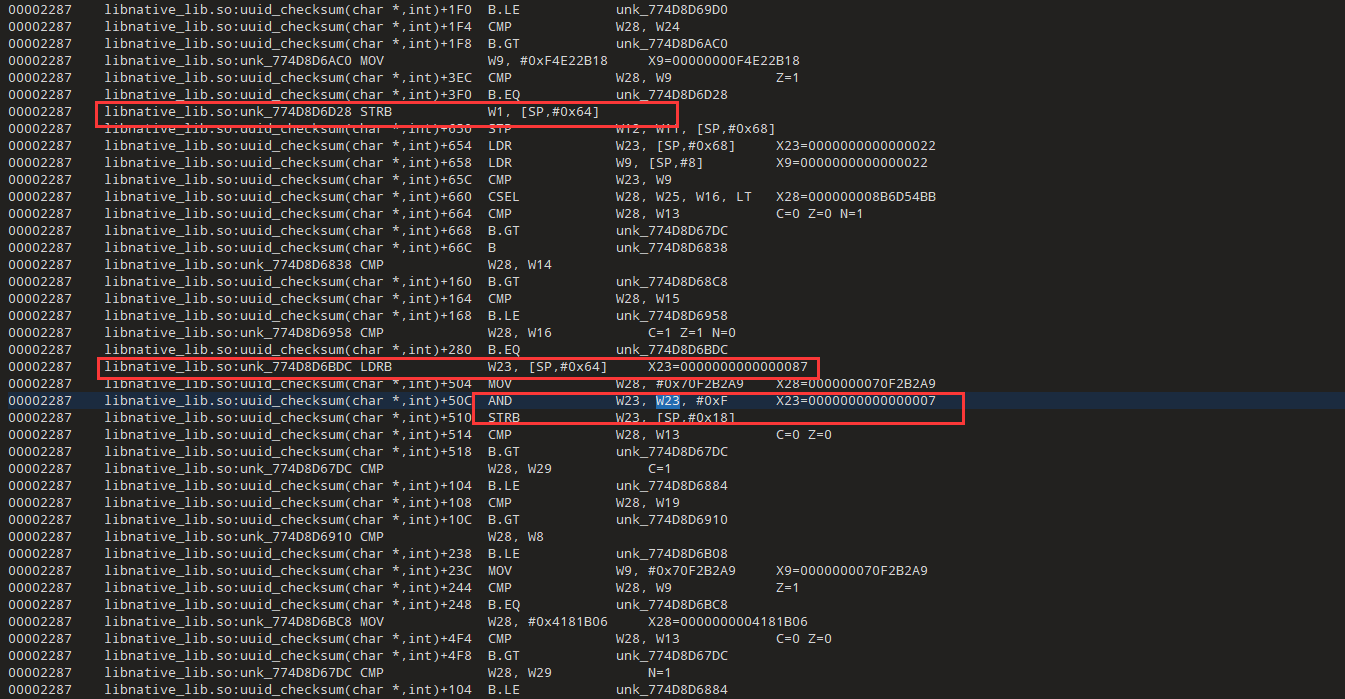 00002287 libnative_lib.so:uuid_checksum(char *,int)+1F0 B.LE unk_774D8D69D0
00002287 libnative_lib.so:uuid_checksum(char *,int)+1F4 CMP W28, W24
00002287 libnative_lib.so:uuid_checksum(char *,int)+1F8 B.GT unk_774D8D6AC0
00002287 libnative_lib.so:unk_774D8D6AC0 MOV W9, #0xF4E22B18 X9=00000000F4E22B18
00002287 libnative_lib.so:uuid_checksum(char *,int)+3EC CMP W28, W9 Z=1
00002287 libnative_lib.so:uuid_checksum(char *,int)+3F0 B.EQ unk_774D8D6D28
00002287 libnative_lib.so:unk_774D8D6D28 STRB W1, [SP,#0x64]
00002287 libnative_lib.so:uuid_checksum(char *,int)+650 STP W12, W11, [SP,#0x68]
00002287 libnative_lib.so:uuid_checksum(char *,int)+654 LDR W23, [SP,#0x68] X23=0000000000000022
00002287 libnative_lib.so:uuid_checksum(char *,int)+658 LDR W9, [SP,#8] X9=0000000000000022
00002287 libnative_lib.so:uuid_checksum(char *,int)+65C CMP W23, W9
00002287 libnative_lib.so:uuid_checksum(char *,int)+660 CSEL W28, W25, W16, LT X28=000000008B6D54BB
00002287 libnative_lib.so:uuid_checksum(char *,int)+664 CMP W28, W13 C=0 Z=0 N=1
00002287 libnative_lib.so:uuid_checksum(char *,int)+668 B.GT unk_774D8D67DC
00002287 libnative_lib.so:uuid_checksum(char *,int)+66C B unk_774D8D6838
00002287 libnative_lib.so:unk_774D8D6838 CMP W28, W14
00002287 libnative_lib.so:uuid_checksum(char *,int)+160 B.GT unk_774D8D68C8
00002287 libnative_lib.so:uuid_checksum(char *,int)+164 CMP W28, W15
00002287 libnative_lib.so:uuid_checksum(char *,int)+168 B.LE unk_774D8D6958
00002287 libnative_lib.so:unk_774D8D6958 CMP W28, W16 C=1 Z=1 N=0
00002287 libnative_lib.so:uuid_checksum(char *,int)+280 B.EQ unk_774D8D6BDC
00002287 libnative_lib.so:unk_774D8D6BDC LDRB W23, [SP,#0x64] X23=0000000000000087
00002287 libnative_lib.so:uuid_checksum(char *,int)+504 MOV W28, #0x70F2B2A9 X28=0000000070F2B2A9
00002287 libnative_lib.so:uuid_checksum(char *,int)+50C AND W23, W23, #0xF X23=0000000000000007
00002287 libnative_lib.so:uuid_checksum(char *,int)+510 STRB W23, [SP,#0x18]
00002287 libnative_lib.so:uuid_checksum(char *,int)+514 CMP W28, W13 C=0 Z=0
00002287 libnative_lib.so:uuid_checksum(char *,int)+518 B.GT unk_774D8D67DC
00002287 libnative_lib.so:unk_774D8D67DC CMP W28, W29 C=1
00002287 libnative_lib.so:uuid_checksum(char *,int)+104 B.LE unk_774D8D6884
00002287 libnative_lib.so:uuid_checksum(char *,int)+108 CMP W28, W19
00002287 libnative_lib.so:uuid_checksum(char *,int)+10C B.GT unk_774D8D6910
00002287 libnative_lib.so:unk_774D8D6910 CMP W28, W8
00002287 libnative_lib.so:uuid_checksum(char *,int)+238 B.LE unk_774D8D6B08
00002287 libnative_lib.so:uuid_checksum(char *,int)+23C MOV W9, #0x70F2B2A9 X9=0000000070F2B2A9
00002287 libnative_lib.so:uuid_checksum(char *,int)+244 CMP W28, W9 Z=1
00002287 libnative_lib.so:uuid_checksum(char *,int)+248 B.EQ unk_774D8D6BC8
00002287 libnative_lib.so:unk_774D8D6BC8 MOV W28, #0x4181B06 X28=0000000004181B06
00002287 libnative_lib.so:uuid_checksum(char *,int)+4F4 CMP W28, W13 C=0 Z=0
00002287 libnative_lib.so:uuid_checksum(char *,int)+4F8 B.GT unk_774D8D67DC
00002287 libnative_lib.so:unk_774D8D67DC CMP W28, W29 N=1
00002287 libnative_lib.so:uuid_checksum(char *,int)+104 B.LE unk_774D8D6884